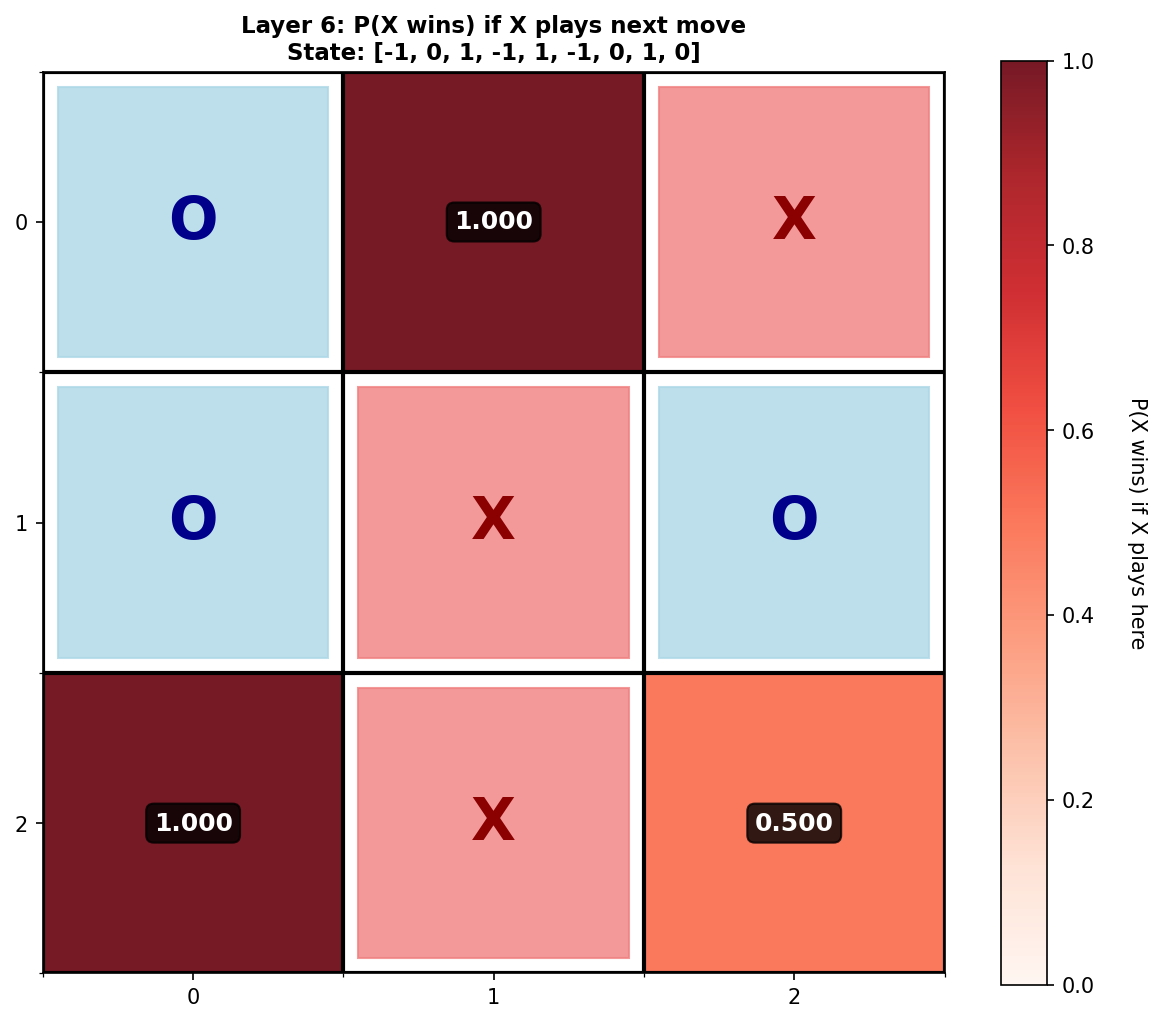 Layer 6: P(X wins) if X plays next move
State: [-1, 0, 1, -1, 1, -1, 0, 1, 0]
0
O
1.000
X
1
O
X
O
2
1.000
X
0.500
0
1
2
1.0
0.8
0.6
0.4
0.2
0.0
P(X wins) if X plays here